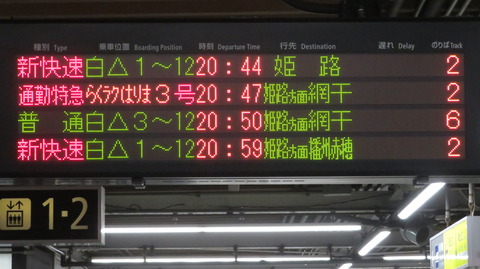 種別 Type 乗車位置 Boarding Position 時刻 Departure Time 行先 Destination 遅れ Delay のりば Track
新快速 白△1〜12 20:44 姫路 2
通勤特急 らくラクはりま3号 20:47 姫路方面網干 2
普通 白△3〜12 20:50 姫路方面網干 6
新快速 白△1〜12 20:59 姫路方面播州赤穂 2
1・2